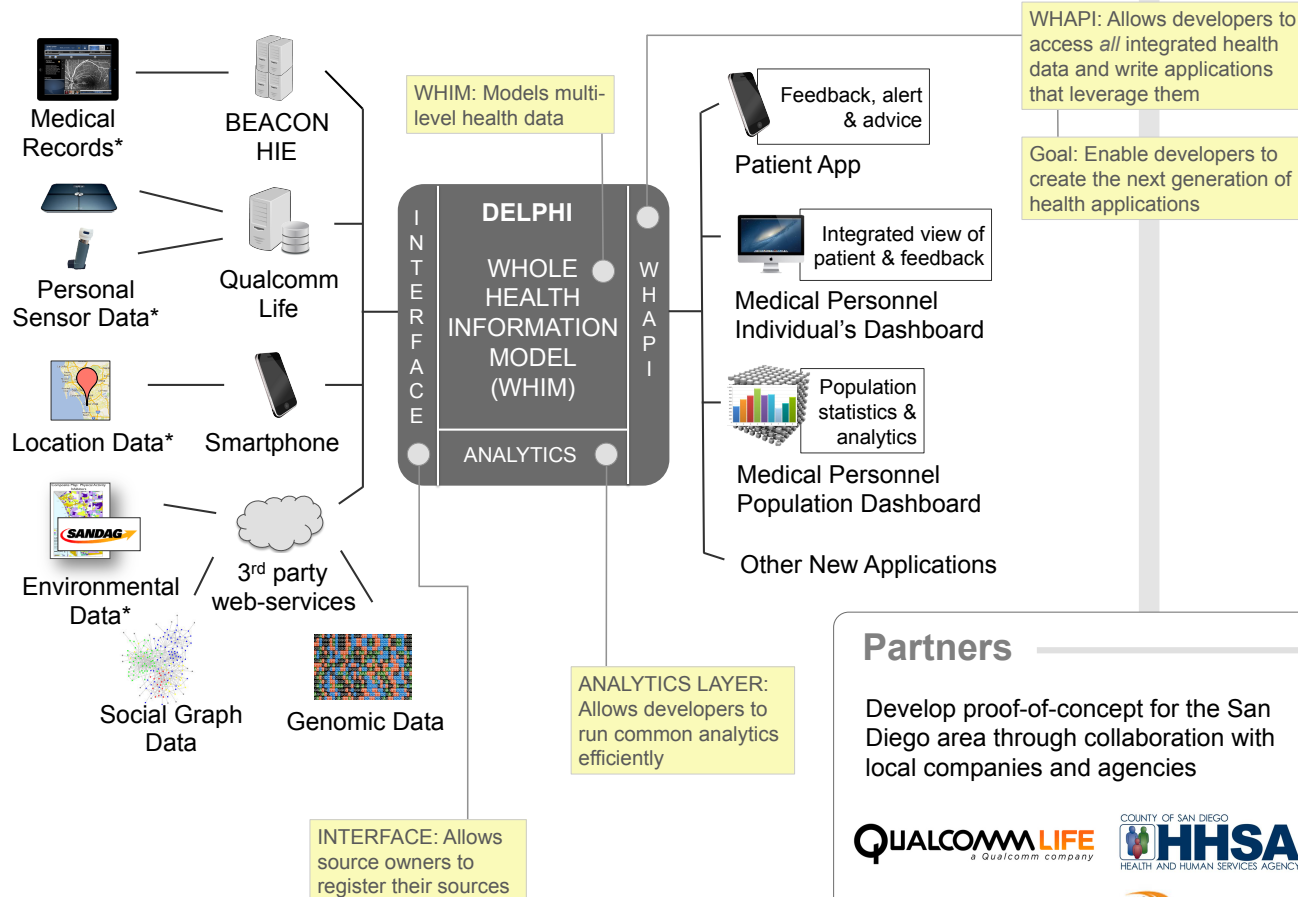 Medical
Records*
BEACON
HIE
Personal
Sensor Data*
Qualcomm
Life
Location Data*
Smartphone
SANDAG
Environmental
Data*
3rd party
web-services
Social Graph
Data
Genomic Data
WHIM: Models multi-
level health data
INTERFACE
DELPHI
WHOLE
HEALTH
INFORMATION
MODEL
(WHIM)
ANALYTICS
WHAPI
Feedback, alert
& advice
Patient App
Integrated view of
patient & feedback
Medical Personnel
Individual's Dashboard
Population
statistics &
analytics
Medical Personnel
Population Dashboard
Other New Applications
WHAPI: Allows developers to
access all integrated health
data and write applications
that leverage them
Goal: Enable developers to
create the next generation of
health applications
ANALYTICS LAYER:
Allows developers to
run common analytics
efficiently
INTERFACE: Allows
source owners to
register their sources
Partners
Develop proof-of-concept for the San
Diego area through collaboration with
local companies and agencies
QUALCOMM LIFE
a Qualcomm company
COUNTY OF SAN DIEGO
HHSA
HEALTH AND HUMAN SERVICES AGENCY